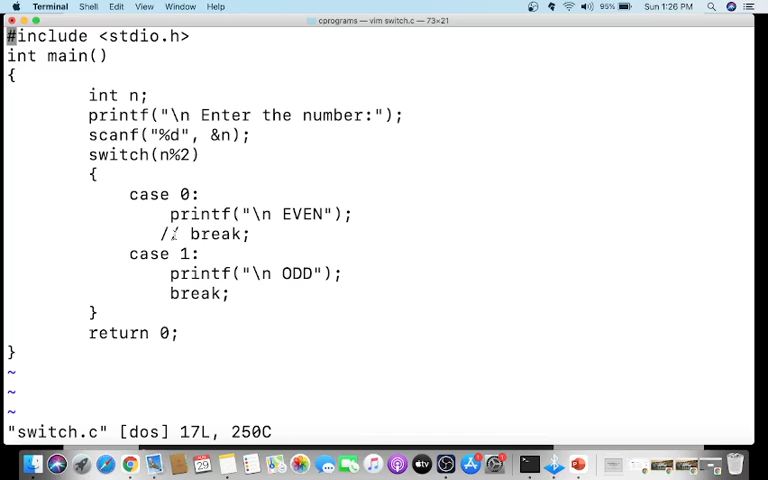 Terminal Shell Edit View Window Help 95% Sun 1:26 PM
cprograms — vim switch.c — 73×21
#include <stdio.h>
int main()
{
int n;
printf("\n Enter the number:");
scanf("%d", &n);
switch(n%2)
{
case 0:
printf("\n EVEN");
// break;
case 1:
printf("\n ODD");
break;
}
return 0;
}
~
~
~
"switch.c" [dos] 17L, 250C
29
tv